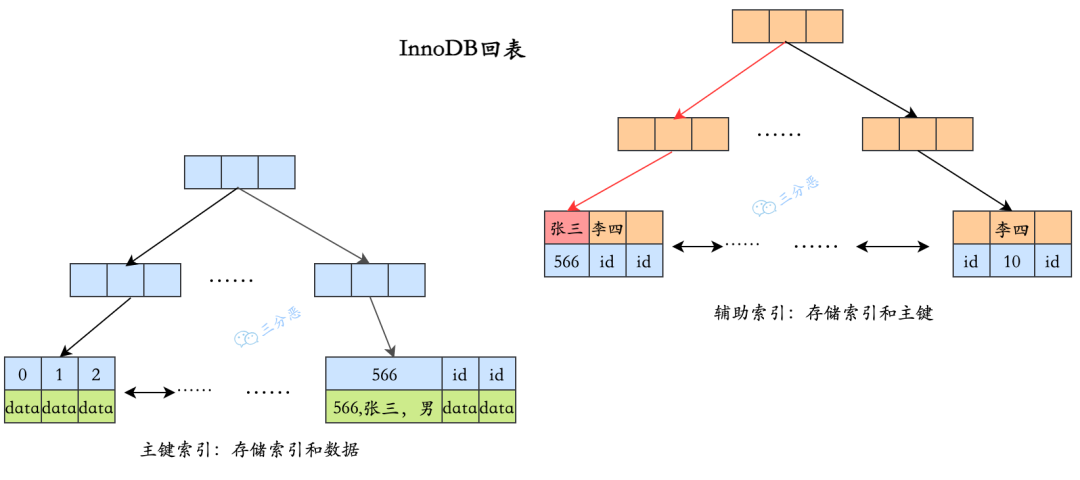 InnoDB回表
张三 李四
566 id id
······ ······
李四
id 10 id
三分恶
辅助索引：存储索引和主键
三分恶
0 1 2
data data data
······ ······
566 id id
566,张三，男 data data
主键索引：存储索引和数据